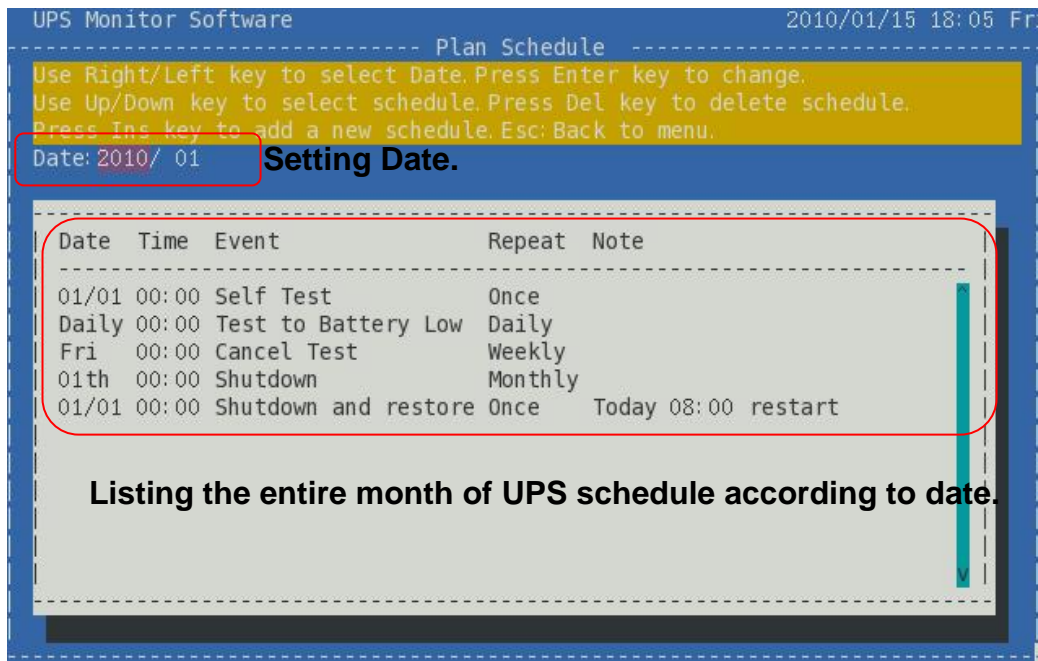 UPS Monitor Software 2010/01/15 18:05 Fri
Plan Schedule
Use Right/Left key to select Date.Press Enter key to change.
Use Up/Down key to select schedule.Press Del key to delete schedule.
Press Ins key to add a new schedule.Esc:Back to menu.
Date:2010/ 01 Setting Date.
Date Time Event Repeat Note
01/01 00:00 Self Test Once
Daily 00:00 Test to Battery Low Daily
Fri 00:00 Cancel Test Weekly
01th 00:00 Shutdown Monthly
01/01 00:00 Shutdown and restore Once Today 08:00 restart
Listing the entire month of UPS schedule according to date.